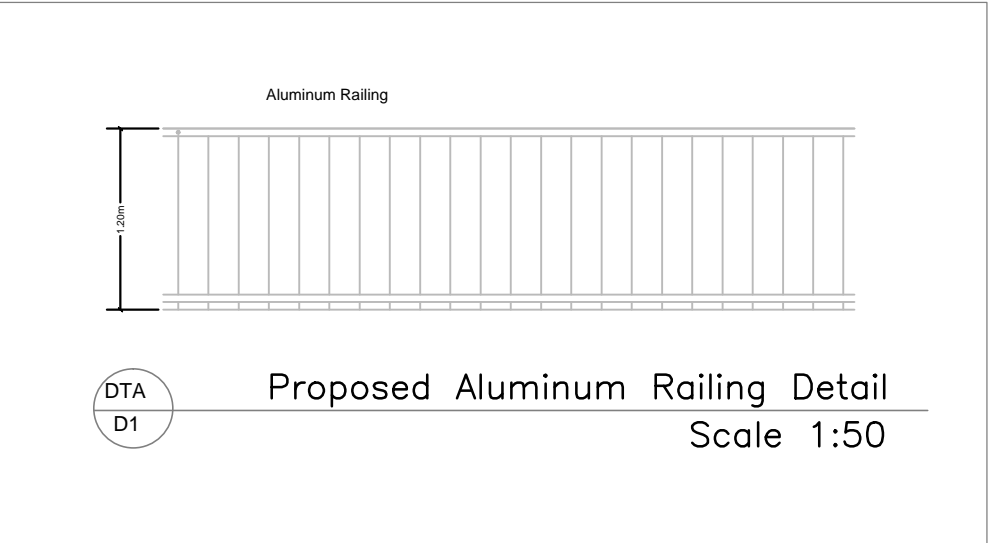 Aluminum Railing
1.20m
DTA
D1
Proposed Aluminum Railing Detail
Scale 1:50